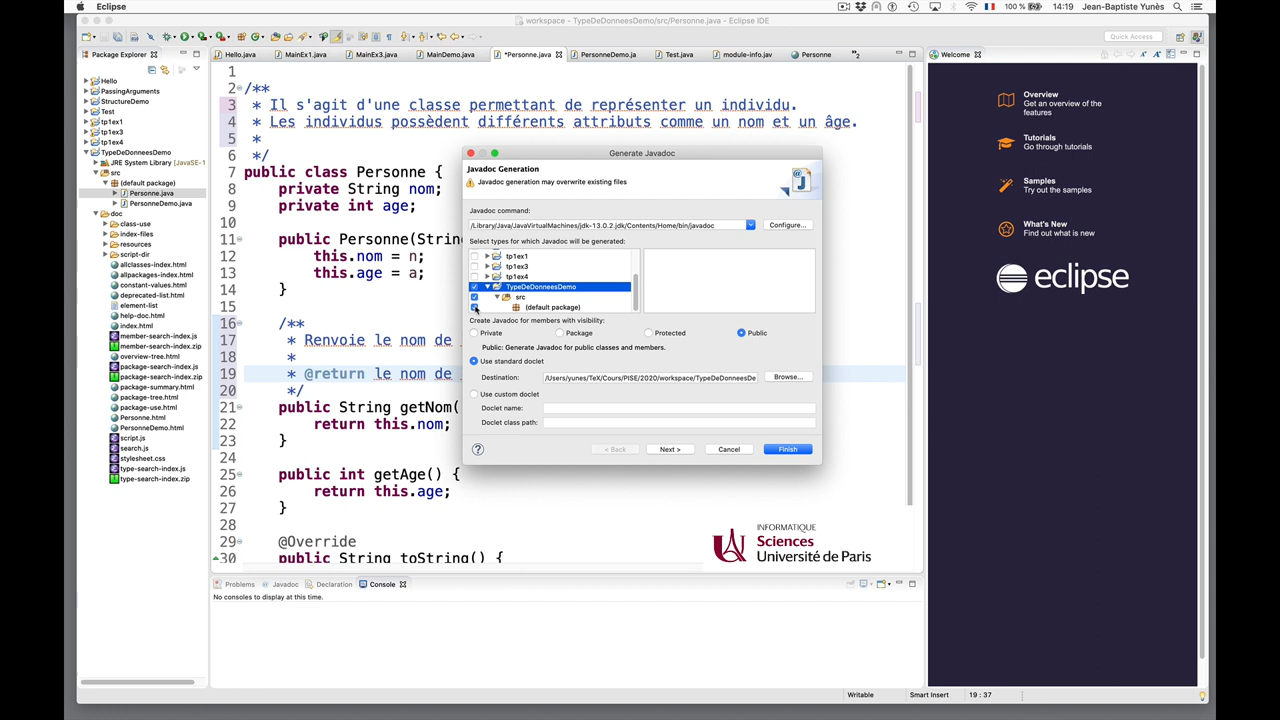 Eclipse
100 %
14:19
Jean-Baptiste Yunès
workspace - TypeDeDonneesDemo/src/Personne.java - Eclipse IDE
Quick Access
Package Explorer
Hello.java
MainEx1.java
MainEx3.java
MainDemo.java
*Personne.java
PersonneDemo.ja
Test.java
module-info.jav
Personne
»2
Welcome
Hello
PassingArguments
StructureDemo
Test
tp1ex1
tp1ex3
tp1ex4
TypeDeDonneesDemo
JRE System Library [JavaSE-1
src
(default package)
Personne.java
PersonneDemo.java
doc
class-use
index-files
resources
script-dir
allclasses-index.html
allpackages-index.html
constant-values.html
deprecated-list.html
element-list
help-doc.html
index.html
member-search-index.js
member-search-index.zip
overview-tree.html
package-search-index.js
package-search-index.zip
package-summary.html
package-tree.html
package-use.html
Personne.html
PersonneDemo.html
script.js
search.js
stylesheet.css
type-search-index.js
type-search-index.zip
1
2 /**
3 * Il s'agit d'une classe permettant de représenter un individu.
4 * Les individus possèdent différents attributs comme un nom et un âge.
5 *
6 */
7 public class Personne {
8 private String nom;
9 private int age;
10
11 public Personne(Strin
12 this.nom = n;
13 this.age = a;
14 }
15
16 /**
17 * Renvoie le nom de
18 *
19 * @return le nom de
20 */
21 public String getNom(
22 return this.nom;
23 }
24
25 public int getAge() {
26 return this.age;
27 }
28
29 @Override
30 public String toString() {
Generate Javadoc
Javadoc Generation
Javadoc generation may overwrite existing files
@J
Javadoc command:
/Library/Java/JavaVirtualMachines/jdk-13.0.2.jdk/Contents/Home/bin/javadoc
Configure...
Select types for which Javadoc will be generated:
tp1ex1
tp1ex3
tp1ex4
TypeDeDonneesDemo
src
(default package)
Create Javadoc for members with visibility:
Private
Package
Protected
Public
Public: Generate Javadoc for public classes and members.
Use standard doclet
Destination:
/Users/yunes/TeX/Cours/PISE/2020/workspace/TypeDeDonneesDe
Browse...
Use custom doclet
Doclet name:
Doclet class path:
?
< Back
Next >
Cancel
Finish
INFORMATIQUE
Sciences
Université de Paris
Overview
Get an overview of the
features
Tutorials
Go through tutorials
Samples
Try out the samples
What's New
Find out what is new
eclipse
Problems
@ Javadoc
Declaration
Console
No consoles to display at this time.
Writable
Smart Insert
19 : 37